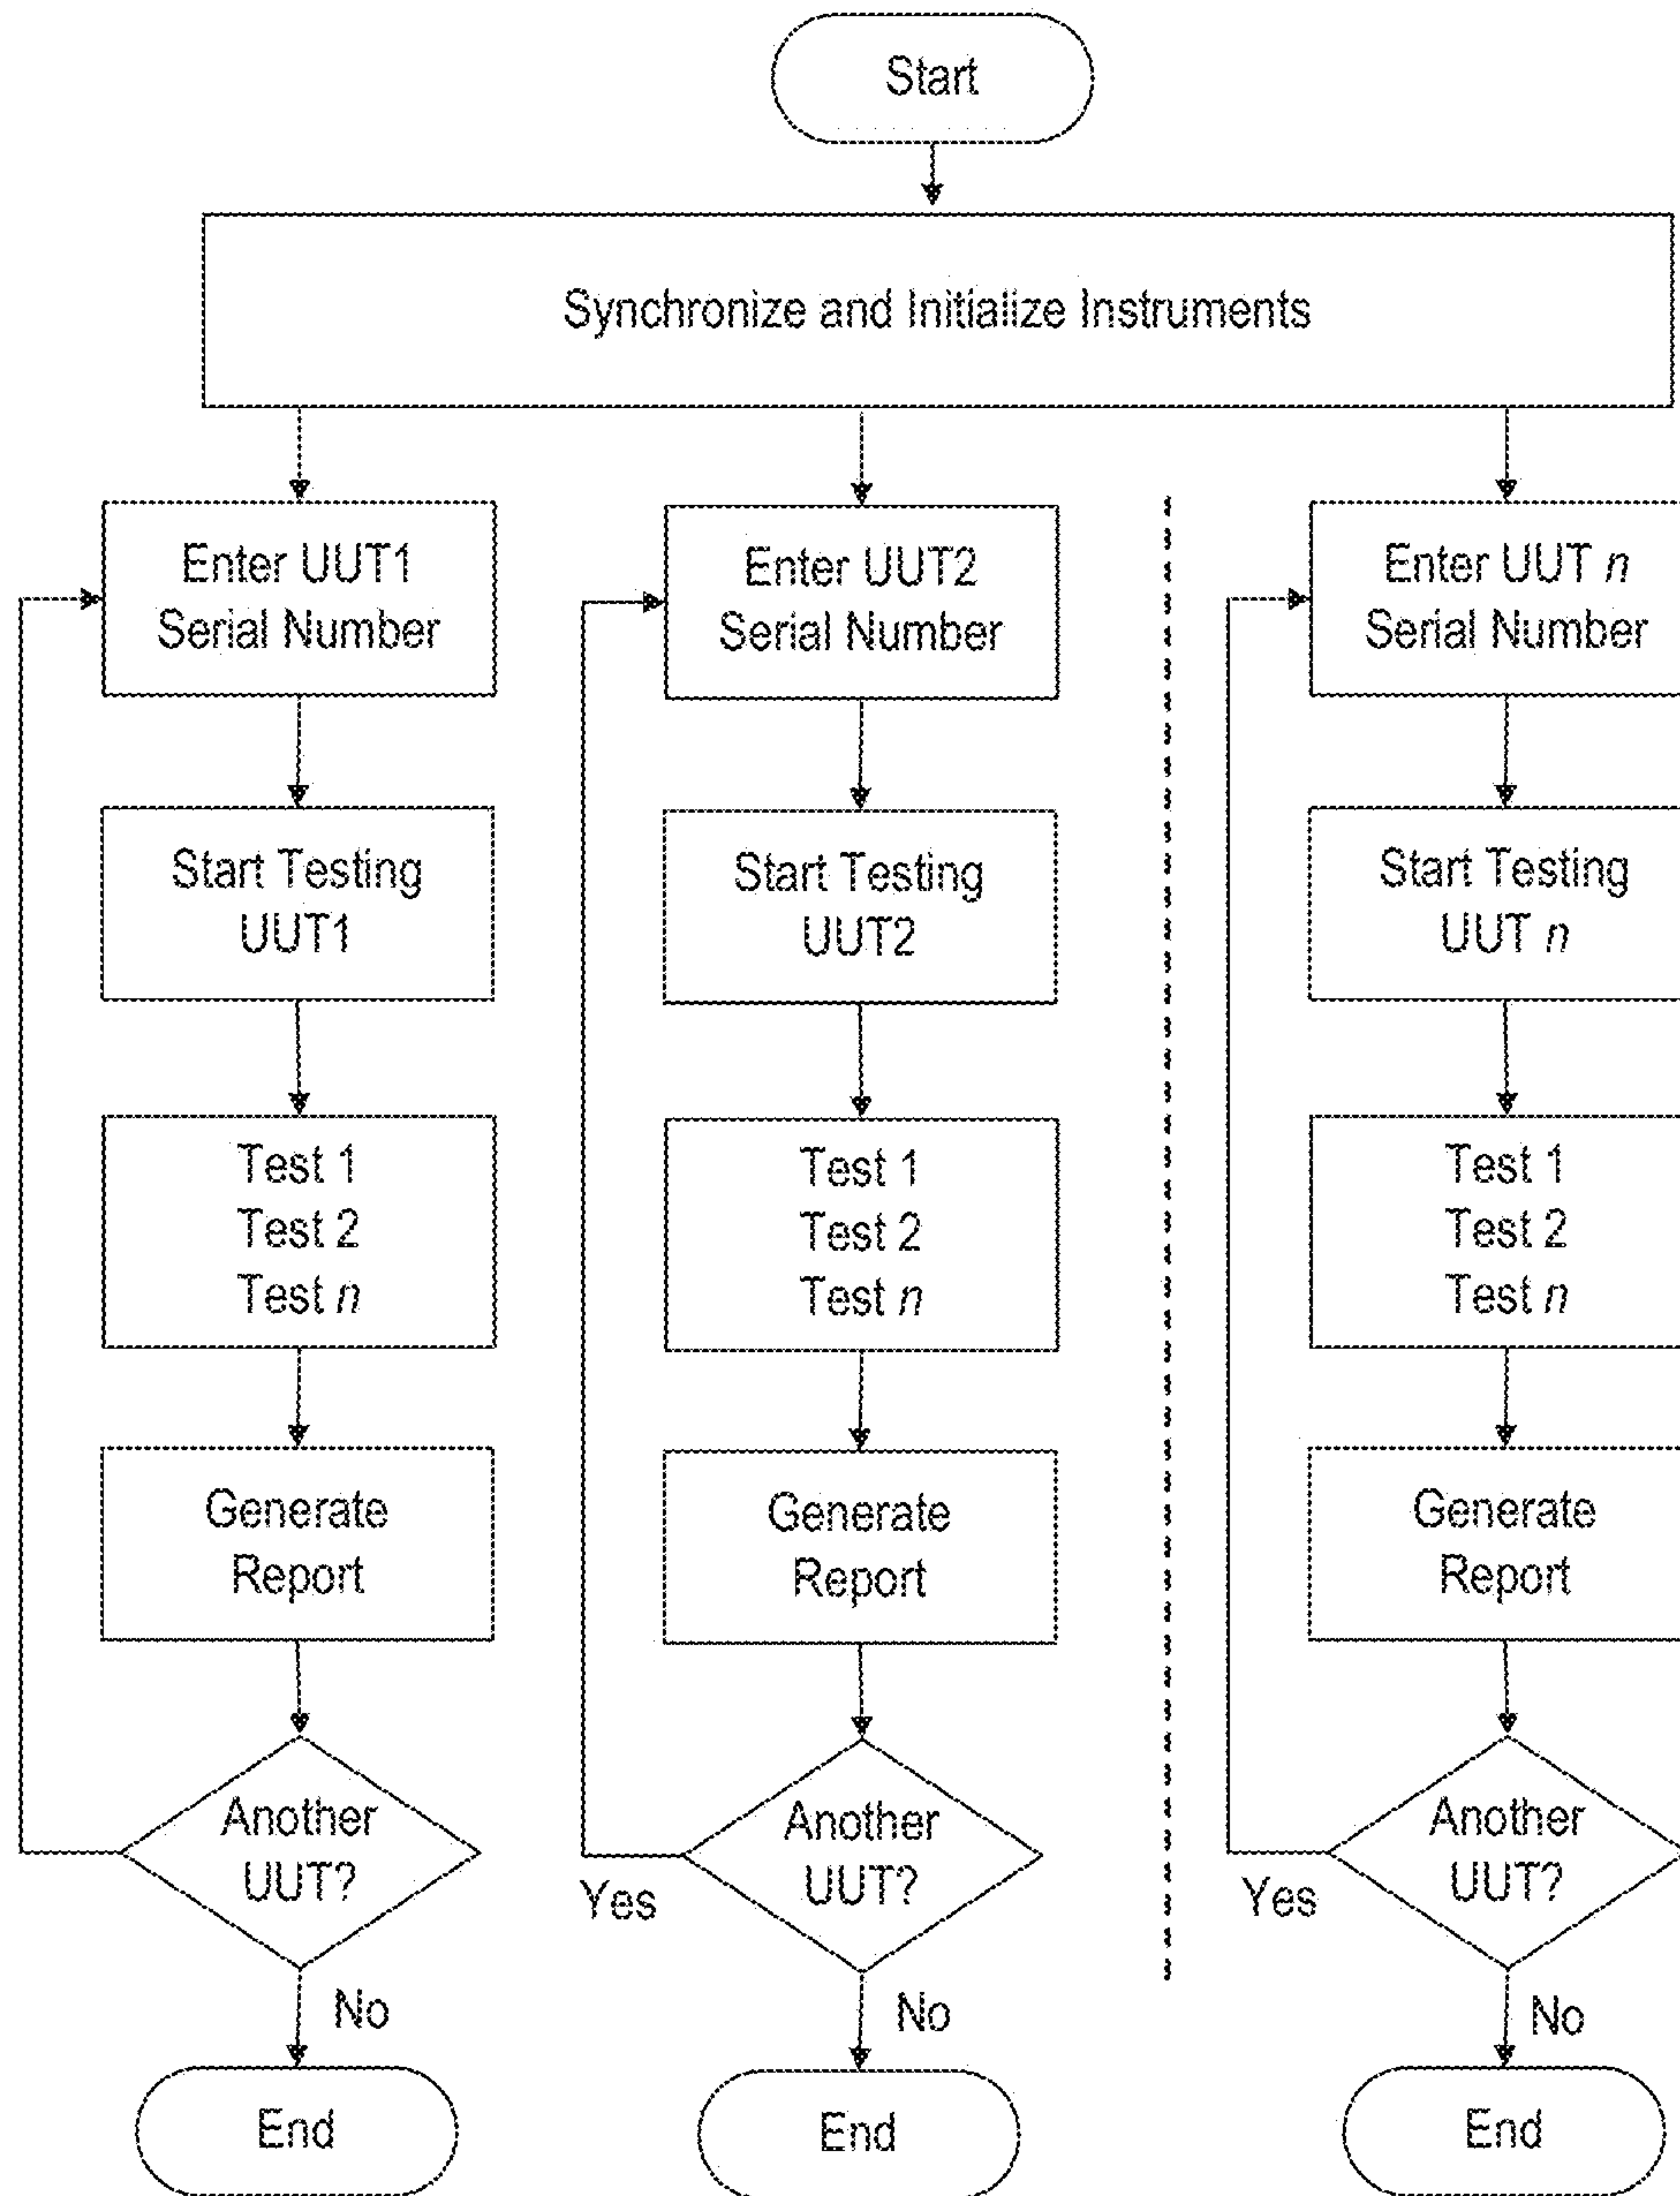 Start
Synchronize and Initialize Instruments
Enter UUT1
Serial Number
Start Testing
UUT1
Test 1
Test 2
Test n
Generate
Report
Another
UUT?
No
End
Enter UUT2
Serial Number
Start Testing
UUT2
Test 1
Test 2
Test n
Generate
Report
Another
UUT?
Yes
No
End
Enter UUT n
Serial Number
Start Testing
UUT n
Test 1
Test 2
Test n
Generate
Report
Another
UUT?
Yes
No
End